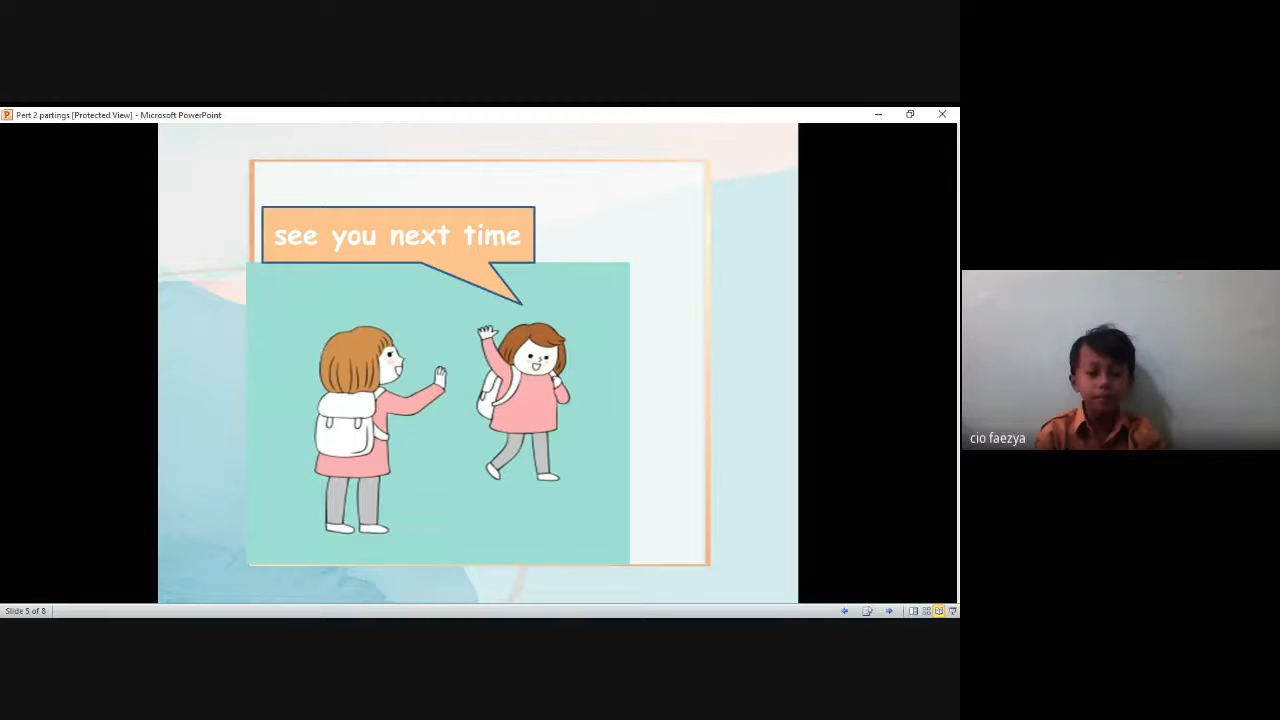 Pert 2 partings [Protected View] - Microsoft PowerPoint
see you next time
cio faezya
Slide 5 of 8